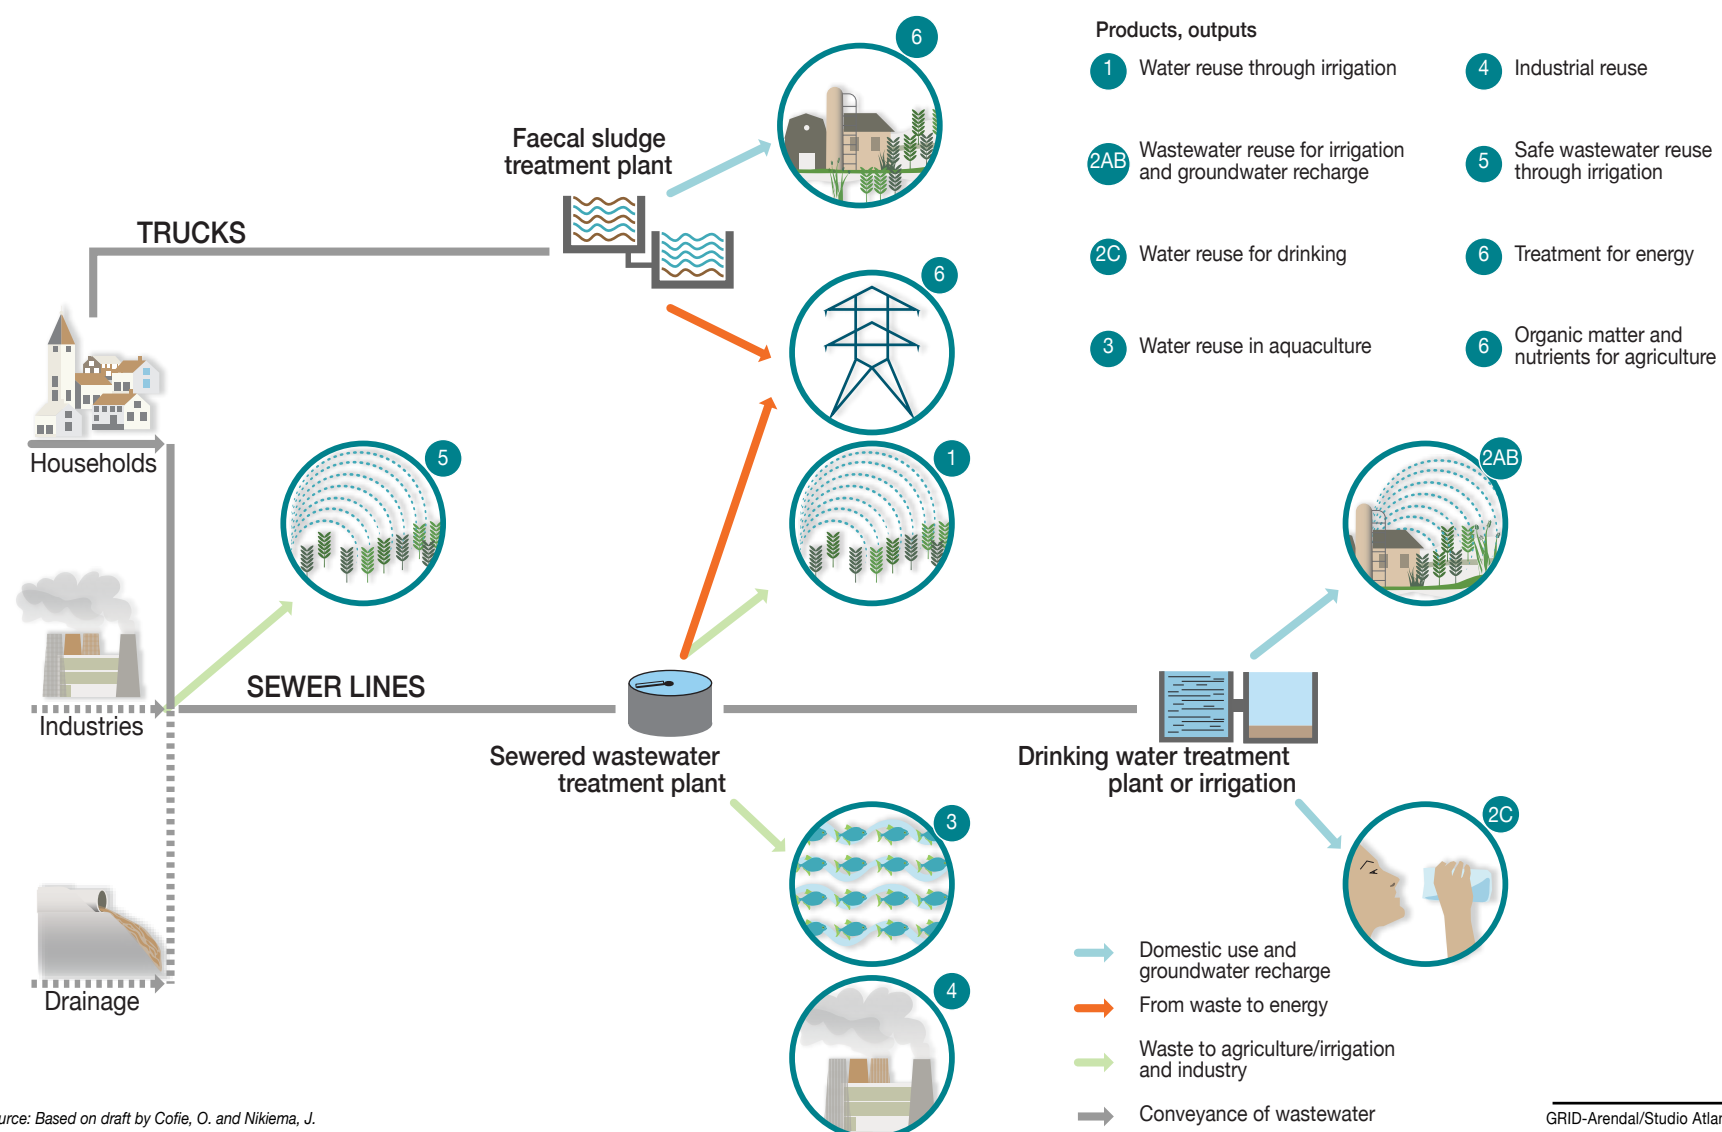 Products, outputs
1 Water reuse through irrigation
2AB Wastewater reuse for irrigation
and groundwater recharge
2C Water reuse for drinking
3 Water reuse in aquaculture
4 Industrial reuse
5 Safe wastewater reuse
through irrigation
6 Treatment for energy
6 Organic matter and
nutrients for agriculture
6
Faecal sludge
treatment plant
TRUCKS
6
Households
5
1
2AB
Industries
SEWER LINES
Sewered wastewater
treatment plant
Drinking water treatment
plant or irrigation
3
2C
Drainage
4
Domestic use and
groundwater recharge
From waste to energy
Waste to agriculture/irrigation
and industry
Conveyance of wastewater
Based on draft by Cofie, O. and Nikiema, J.
GRID-Arendal/Studio